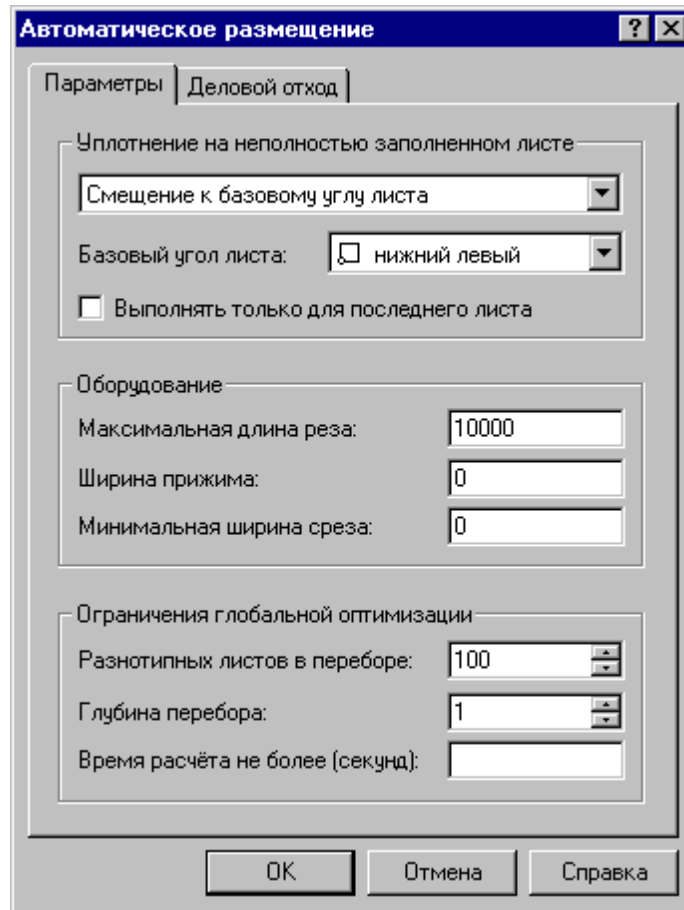 Автоматическое размещение
Параметры Деловой отход
Уплотнение на неполностью заполненном листе
Смещение к базовому углу листа
Базовый угол листа: нижний левый
Выполнять только для последнего листа
Оборудование
Максимальная длина реза: 10000
Ширина прижима: 0
Минимальная ширина среза: 0
Ограничения глобальной оптимизации
Разнотипных листов в переборе: 100
Глубина перебора: 1
Время расчёта не более (секунд):
OK Отмена Справка